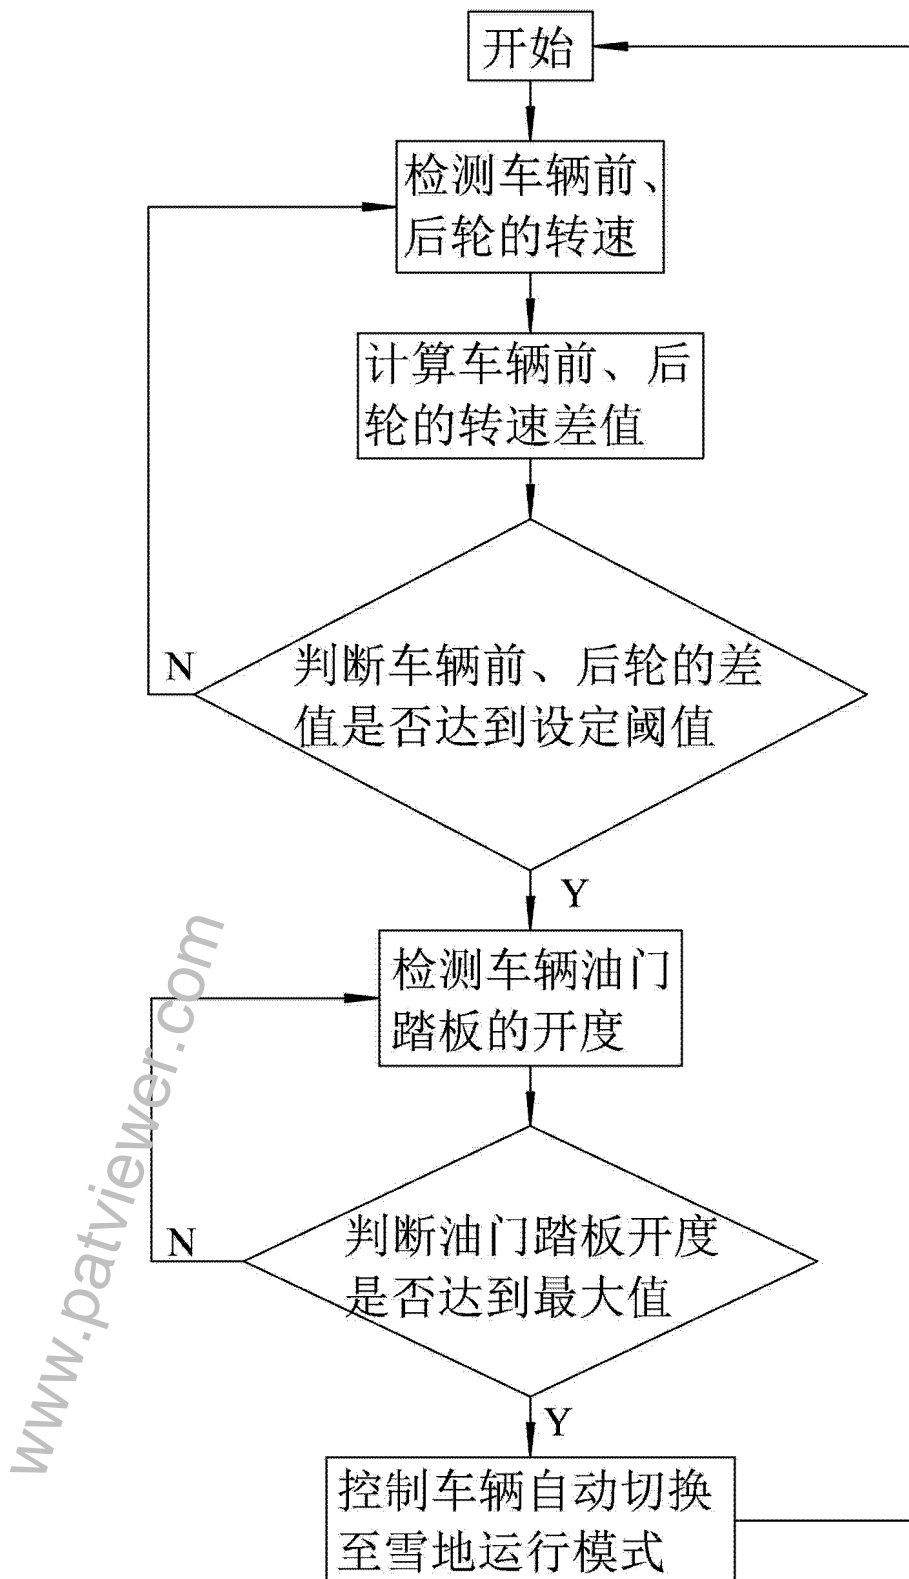 开始
检测车辆前、
后轮的转速
计算车辆前、后
轮的转速差值
N
判断车辆前、后轮的差
值是否达到设定阈值
Y
检测车辆油门
踏板的开度
N
判断油门踏板开度
是否达到最大值
Y
控制车辆自动切换
至雪地运行模式
www.patviewer.com